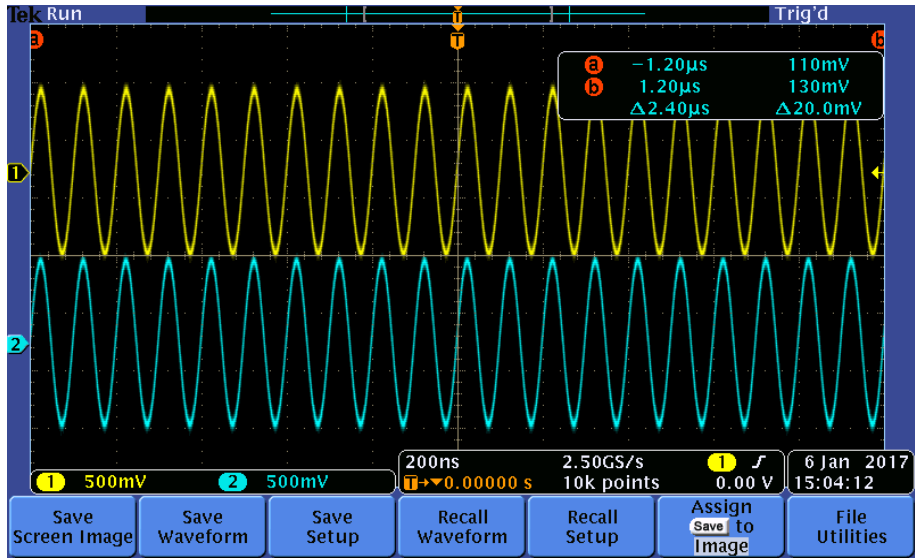 Tek Run
Trig'd
T
T
a
b
a −1.20µs 110mV
b 1.20µs 130mV
Δ2.40µs Δ20.0mV
1
2
1 500mV 2 500mV
200ns 2.50GS/s 1
T→▼0.00000 s 10k points 0.00 V
6 Jan 2017
15:04:12
Save
Screen Image
Save
Waveform
Save
Setup
Recall
Waveform
Recall
Setup
Assign
Save to
Image
File
Utilities